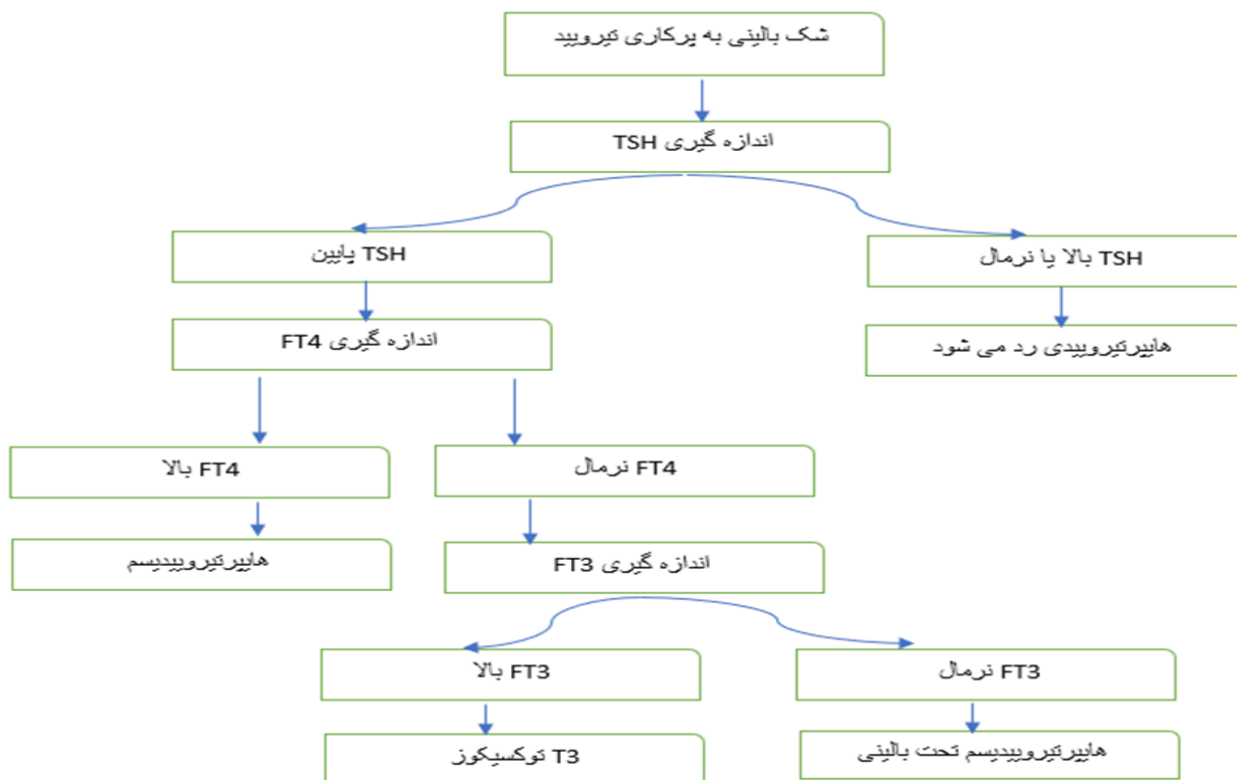 شک بالینی به پرکاری تیرویید
اندازه گیری TSH
TSH پایین
TSH بالا یا نرمال
اندازه گیری FT4
هایپرتیروییدی رد می شود
FT4 بالا
FT4 نرمال
هایپرتیروییدیسم
اندازه گیری FT3
FT3 بالا
FT3 نرمال
T3 توکسیکوز
هایپرتیروییدیسم تحت بالینی